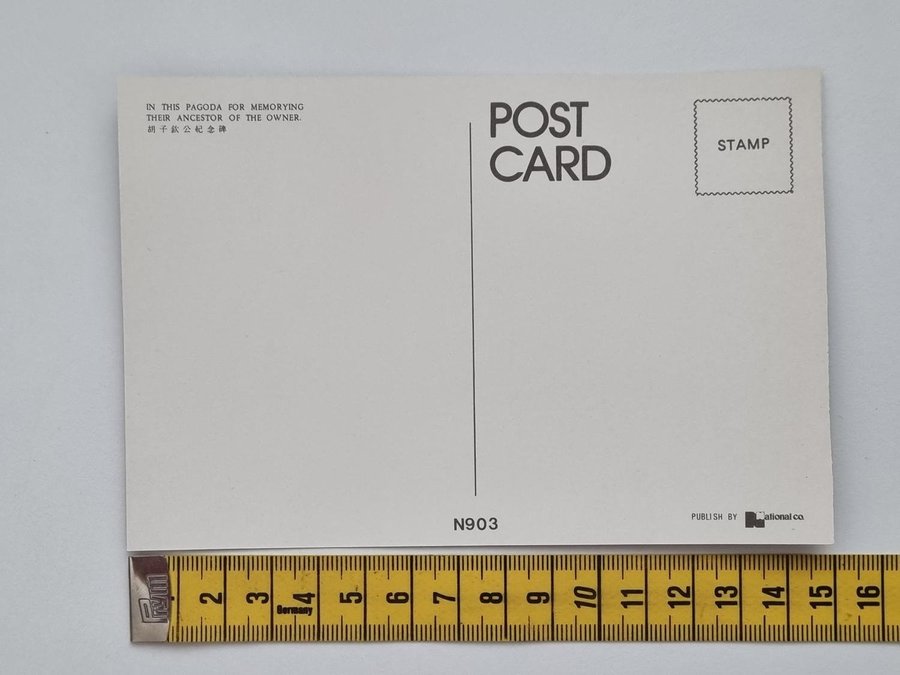 IN THIS PAGODA FOR MEMORYING
THEIR ANCESTOR OF THE OWNER.
胡子欽公紀念碑
POST
CARD
STAMP
N903
PUBLISH BY National co.
2 3 4 5 6 7 8 9 10 11 12 13 14 15 16
Germany